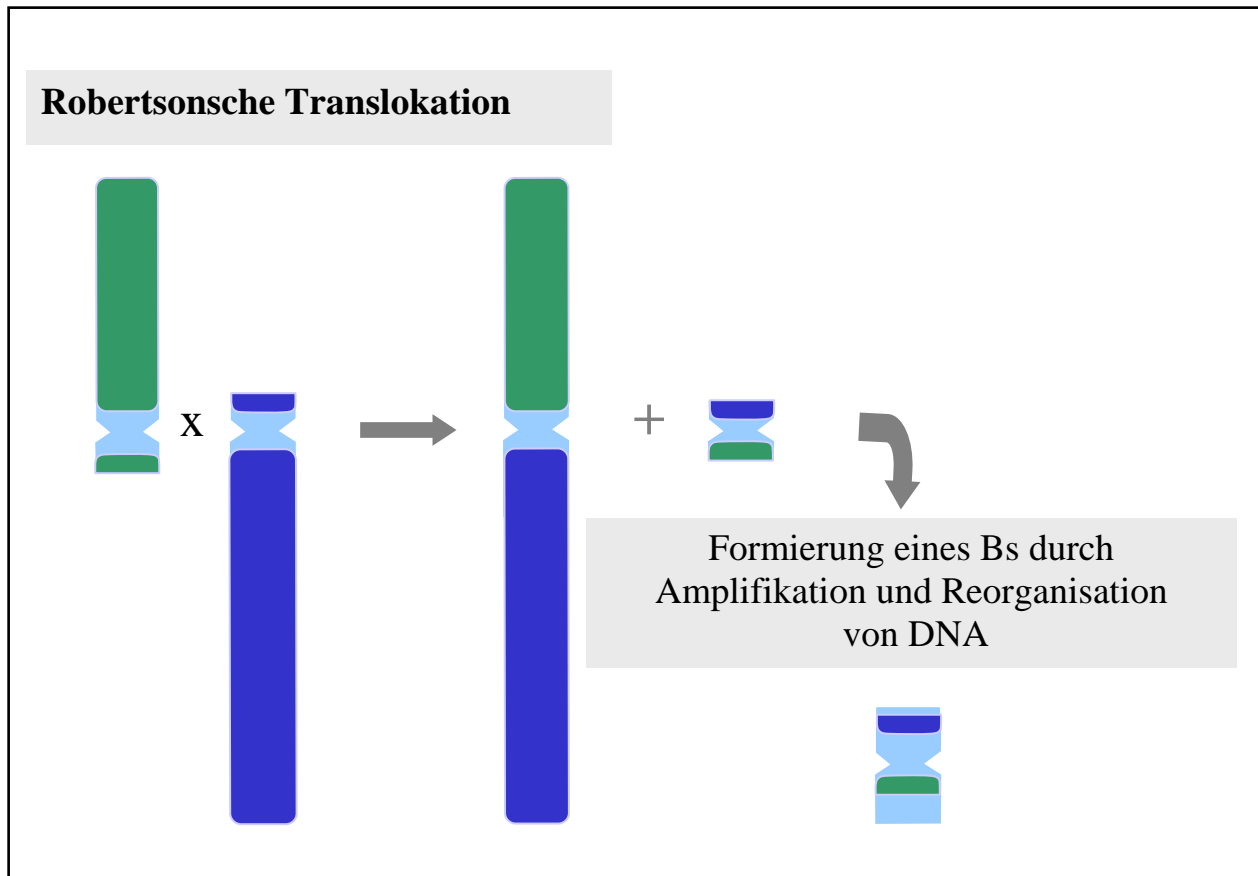 Robertsonsche Translokation
x
+
Formierung eines Bs durch
Amplifikation und Reorganisation
von DNA